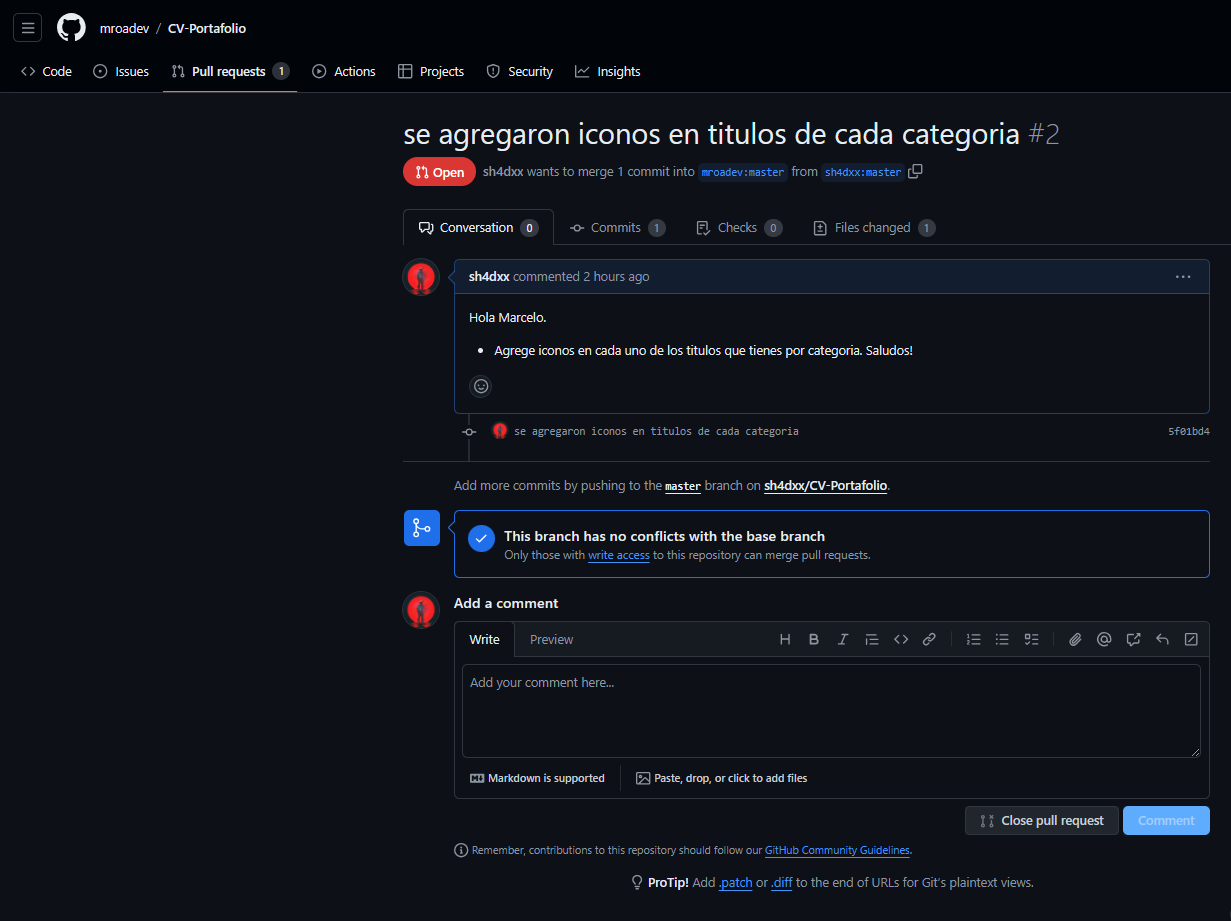 mroadev / CV-Portafolio
Code Issues Pull requests 1 Actions Projects Security Insights
se agregaron iconos en titulos de cada categoria #2
Open sh4dxx wants to merge 1 commit into mroadev:master from sh4dxx:master
Conversation 0 Commits 1 Checks 0 Files changed 1
sh4dxx commented 2 hours ago
Hola Marcelo.
• Agrege iconos en cada uno de los titulos que tienes por categoria. Saludos!
se agregaron iconos en titulos de cada categoria 5f01bd4
Add more commits by pushing to the master branch on sh4dxx/CV-Portafolio.
This branch has no conflicts with the base branch
Only those with write access to this repository can merge pull requests.
Add a comment
Write Preview
Add your comment here...
Markdown is supported Paste, drop, or click to add files
Close pull request Comment
Remember, contributions to this repository should follow our GitHub Community Guidelines.
ProTip! Add .patch or .diff to the end of URLs for Git's plaintext views.